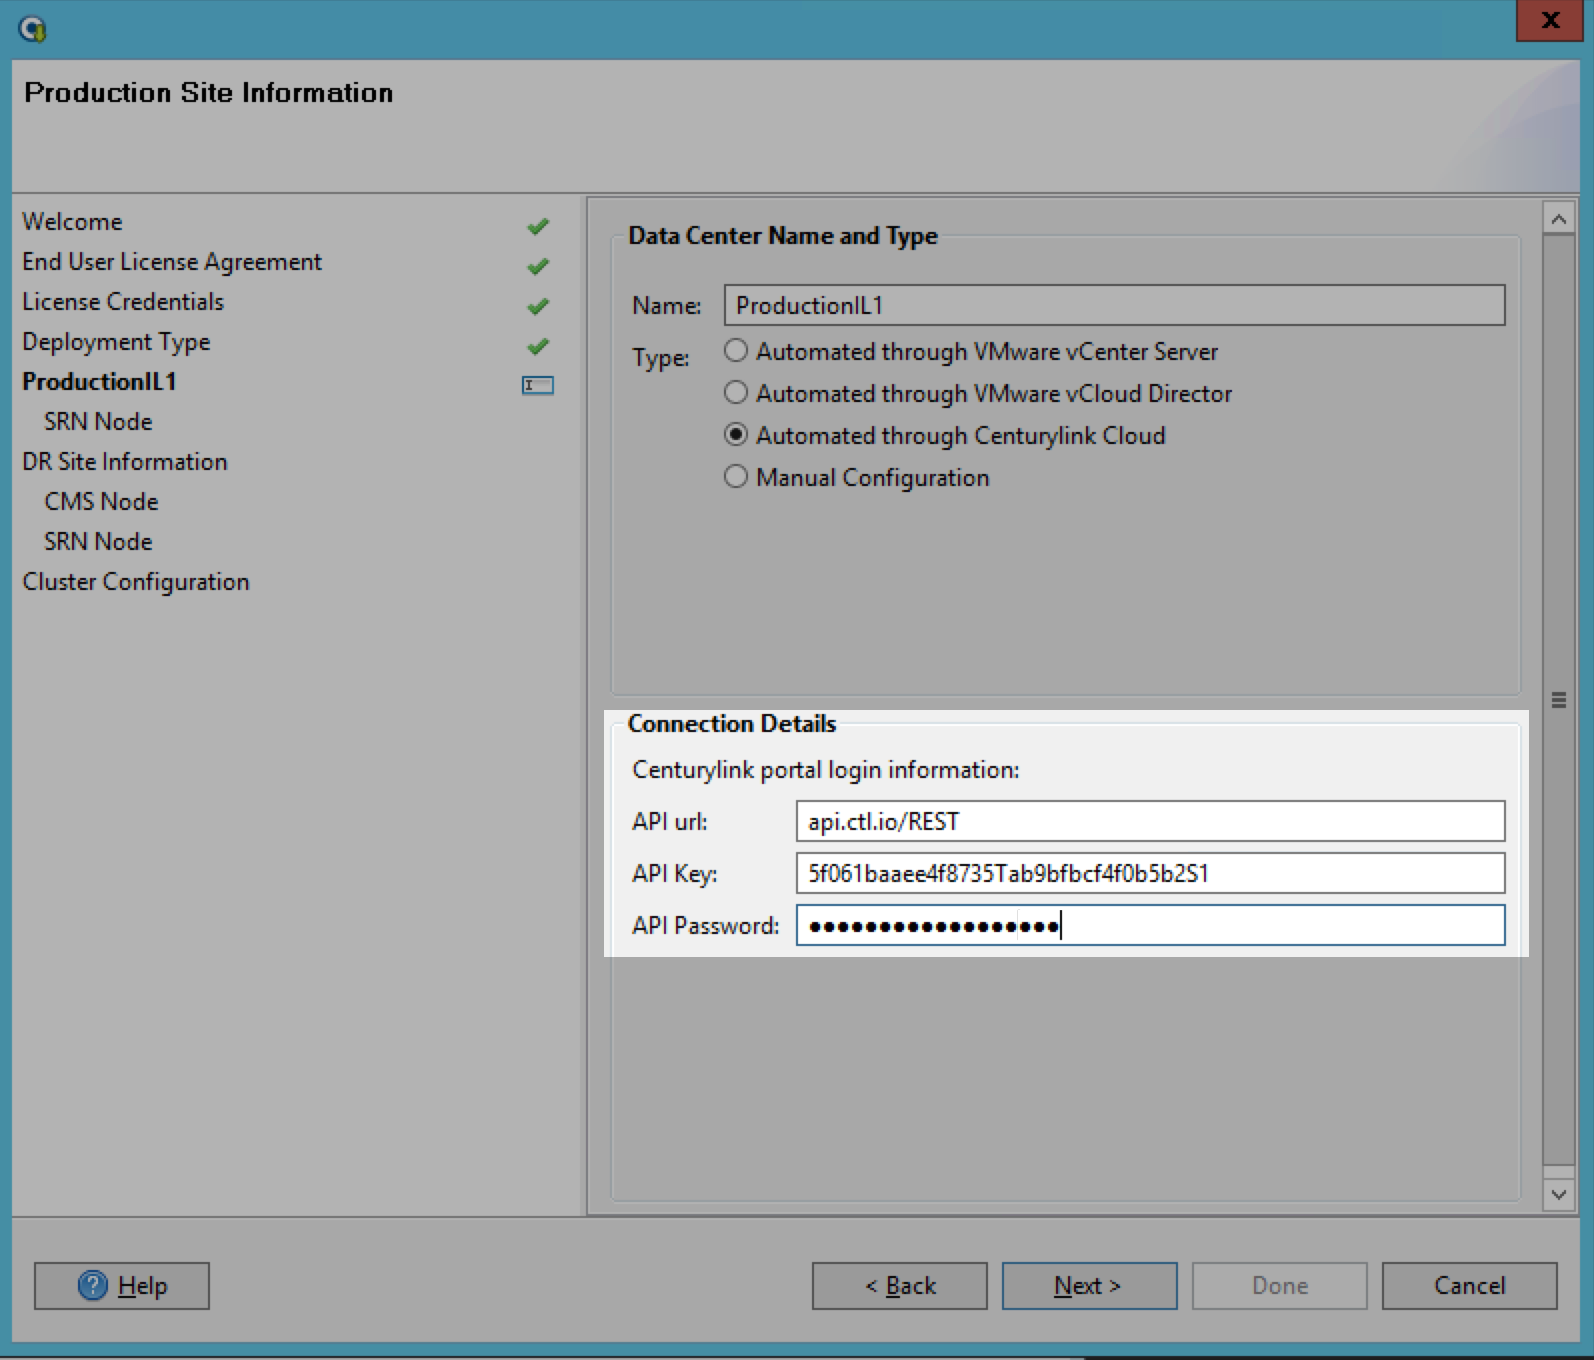 X
Production Site Information
Welcome
End User License Agreement
License Credentials
Deployment Type
ProductionIL1
SRN Node
DR Site Information
CMS Node
SRN Node
Cluster Configuration
Data Center Name and Type
Name: ProductionIL1
Type: Automated through VMware vCenter Server
Automated through VMware vCloud Director
Automated through Centurylink Cloud
Manual Configuration
Connection Details
Centurylink portal login information:
API url: api.ctl.io/REST
API Key: 5f061baaee4f8735Tab9bfbcf4f0b5b2S1
API Password: ••••••••••••••••••
? Help
< Back
Next >
Done
Cancel